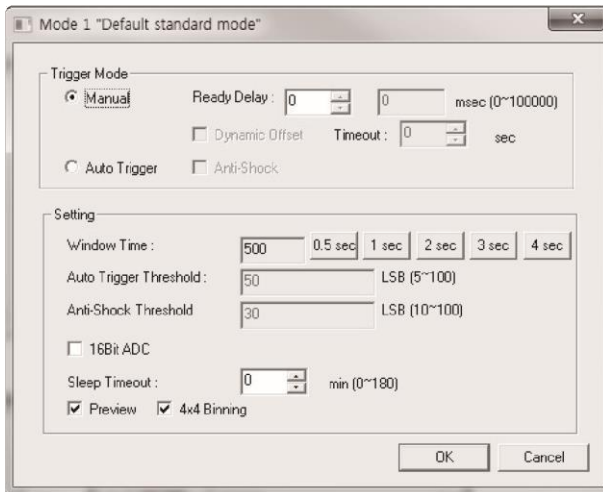 Mode 1 "Default standard mode"
Trigger Mode
Manual Ready Delay : 0 0 msec (0~100000)
Dynamic Offset Timeout : 0 sec
Auto Trigger Anti-Shock
Setting
Window Time : 500 0.5 sec 1 sec 2 sec 3 sec 4 sec
Auto Trigger Threshold : 50 LSB (5~100)
Anti-Shock Threshold 30 LSB (10~100)
16Bit ADC
Sleep Timeout : 0 min (0~180)
Preview 4x4 Binning
OK Cancel